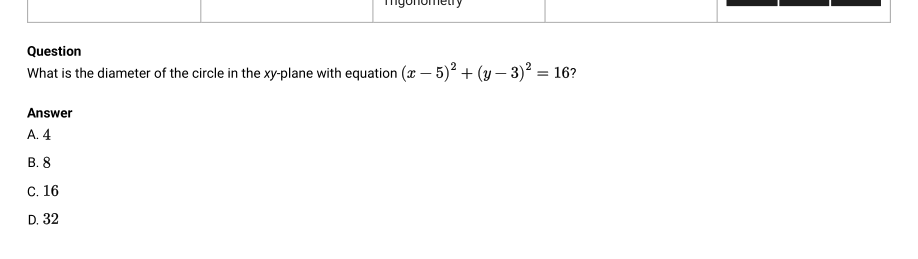 Trigonometry
Question
What is the diameter of the circle in the xy-plane with equation (x − 5)² + (y − 3)² = 16?
Answer
A. 4
B. 8
C. 16
D. 32